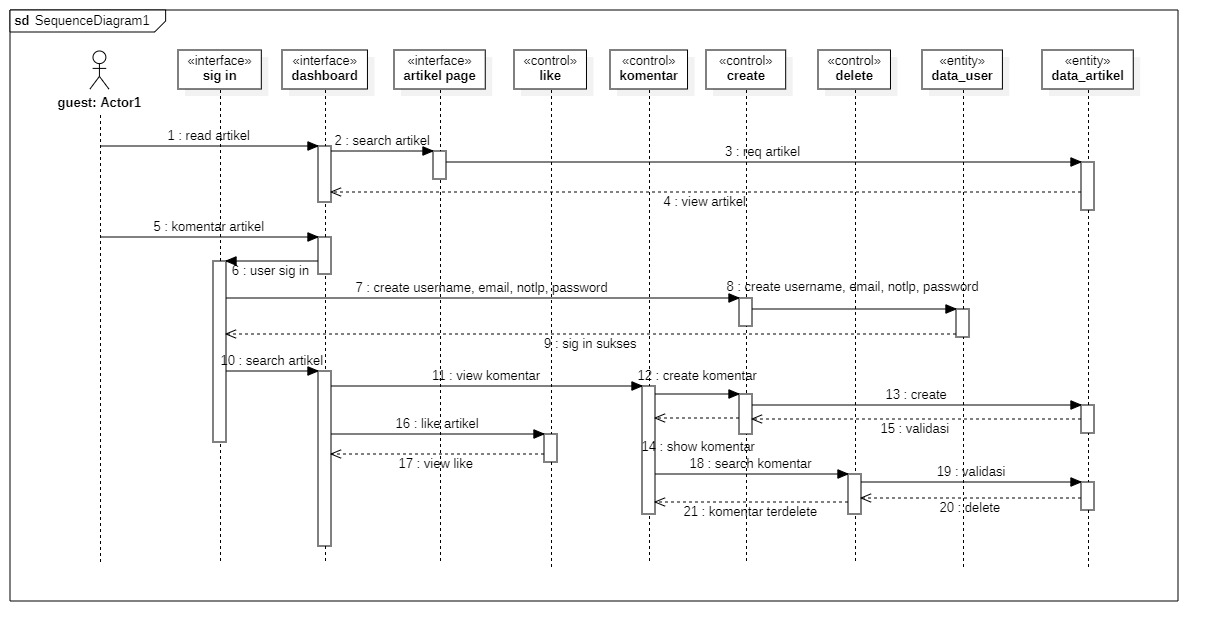 sd SequenceDiagram1
«interface»
sig in
«interface»
dashboard
«interface»
artikel page
«control»
like
«control»
komentar
«control»
create
«control»
delete
«entity»
data_user
«entity»
data_artikel
guest: Actor1
1 : read artikel
2 : search artikel
3 : req artikel
4 : view artikel
5 : komentar artikel
6 : user sig in
7 : create username, email, notlp, password
8 : create username, email, notlp, password
9 : sig in sukses
10 : search artikel
11 : view komentar
12 : create komentar
13 : create
16 : like artikel
15 : validasi
14 : show komentar
17 : view like
18 : search komentar
19 : validasi
20 : delete
21 : komentar terdelete